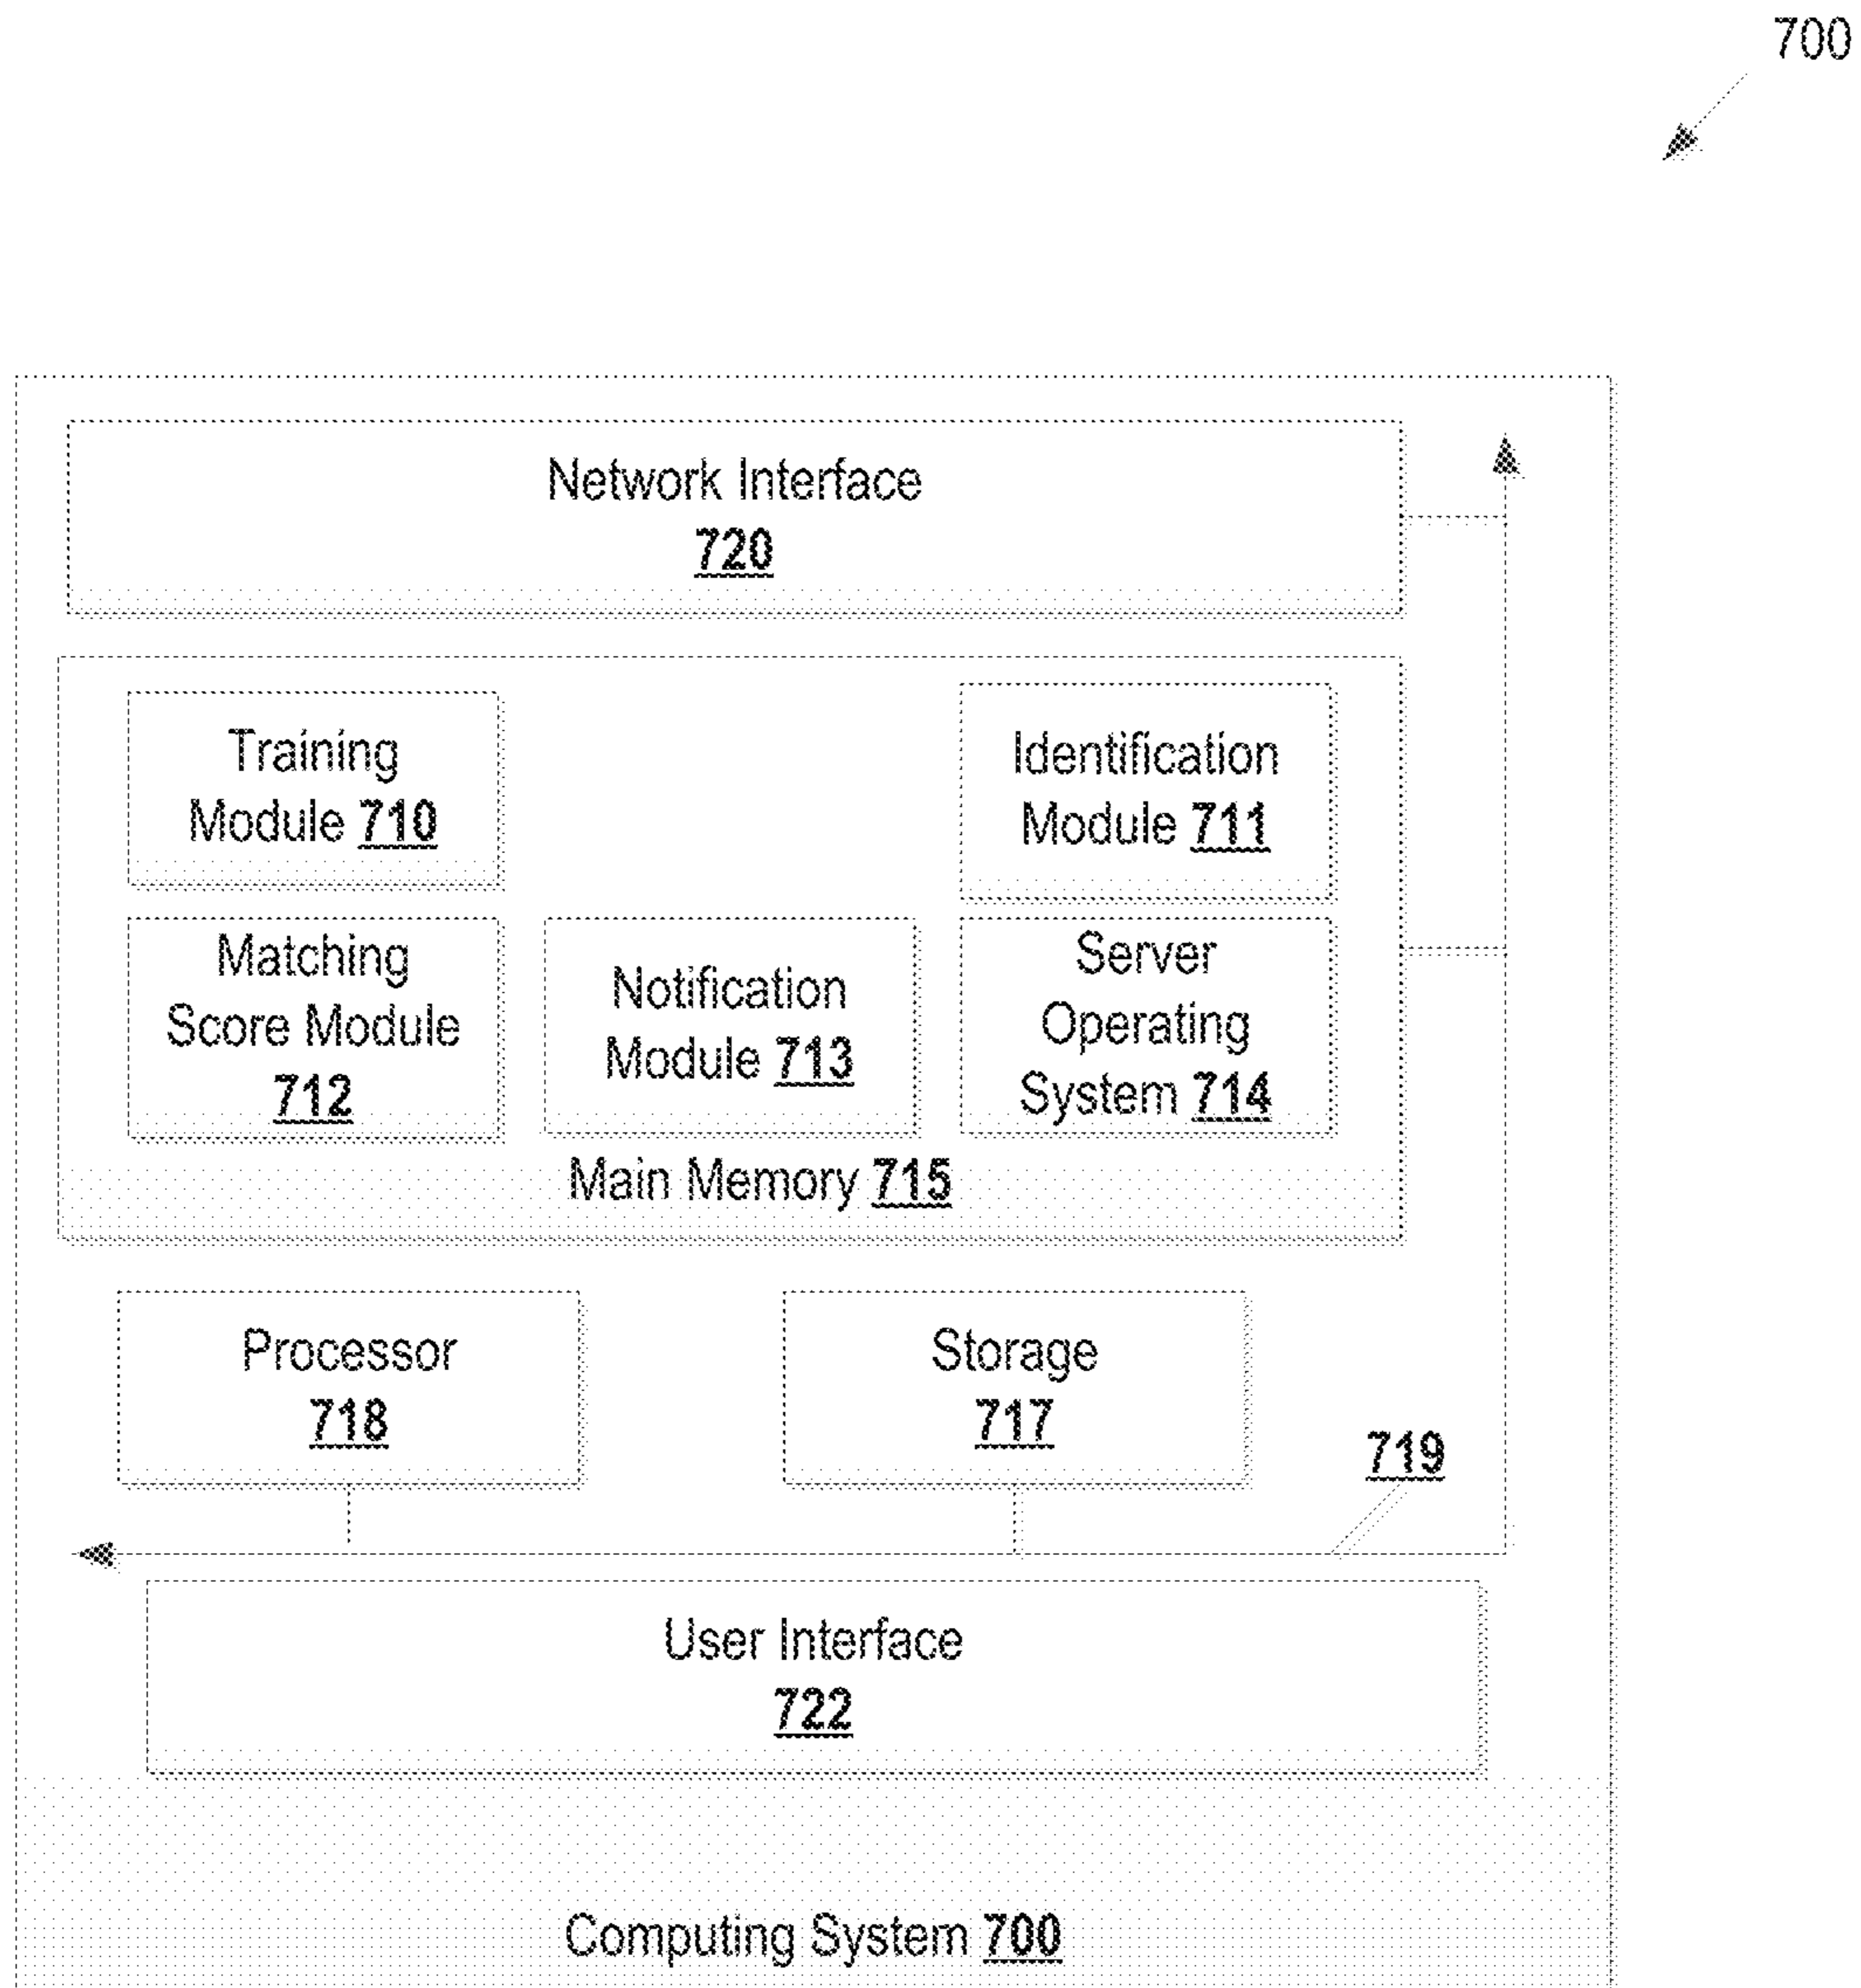 700
Network Interface
720
Training
Module 710
Identification
Module 711
Matching
Score Module
712
Notification
Module 713
Server
Operating
System 714
Main Memory 715
Processor
718
Storage
717
719
User Interface
722
Computing System 700